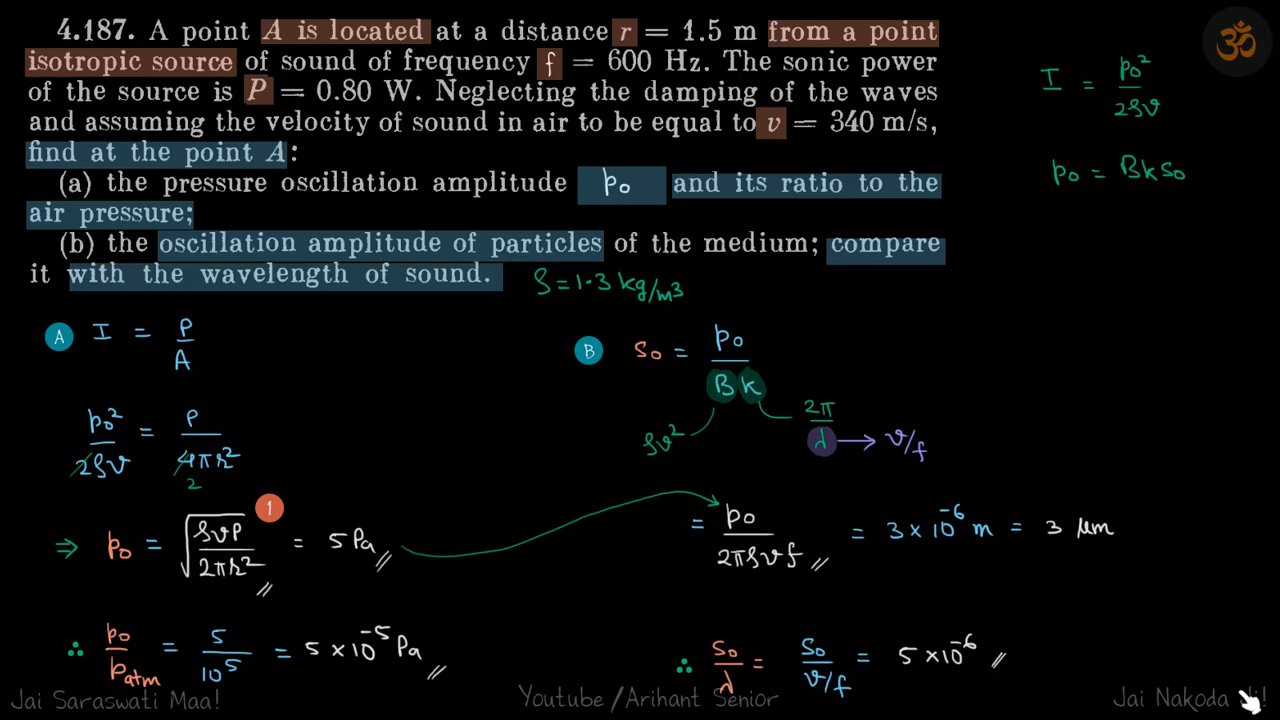 4.187. A point A is located at a distance r = 1.5 m from a point
isotropic source of sound of frequency f = 600 Hz. The sonic power
of the source is P = 0.80 W. Neglecting the damping of the waves
and assuming the velocity of sound in air to be equal to v = 340 m/s,
find at the point A:
(a) the pressure oscillation amplitude p₀ and its ratio to the
air pressure;
(b) the oscillation amplitude of particles of the medium; compare
it with the wavelength of sound.
ॐ
I = p₀²/2ρv
p₀ = Bks₀
ρ = 1.3 kg/m3
A I = P/A
p₀²/2ρv = P/4πr²
2
⇒ p₀ = √(ρvP/2πr²) = 5 Pa
1
∴ p₀/patm = 5/10⁵ = 5 × 10⁻⁵ Pa
B s₀ = p₀/Bk
ρv² 2π/λ → v/f
= p₀/2πρvf = 3 × 10⁻⁶ m = 3 μm
∴ s₀/λ = s₀/v/f = 5 × 10⁻⁶
Jai Saraswati Maa! Youtube / Arihant Senior Jai Nakoda Ji!